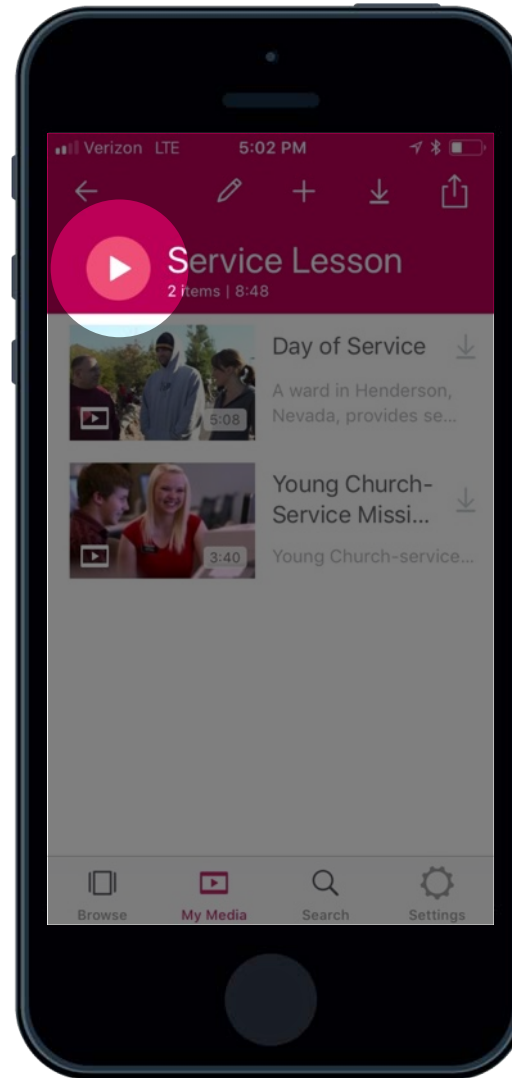 Verizon LTE 5:02 PM
Service Lesson
2 items | 8:48
Day of Service
A ward in Henderson,
Nevada, provides se...
5:08
Young Church-
Service Missi...
Young Church-service...
3:40
Browse My Media Search Settings